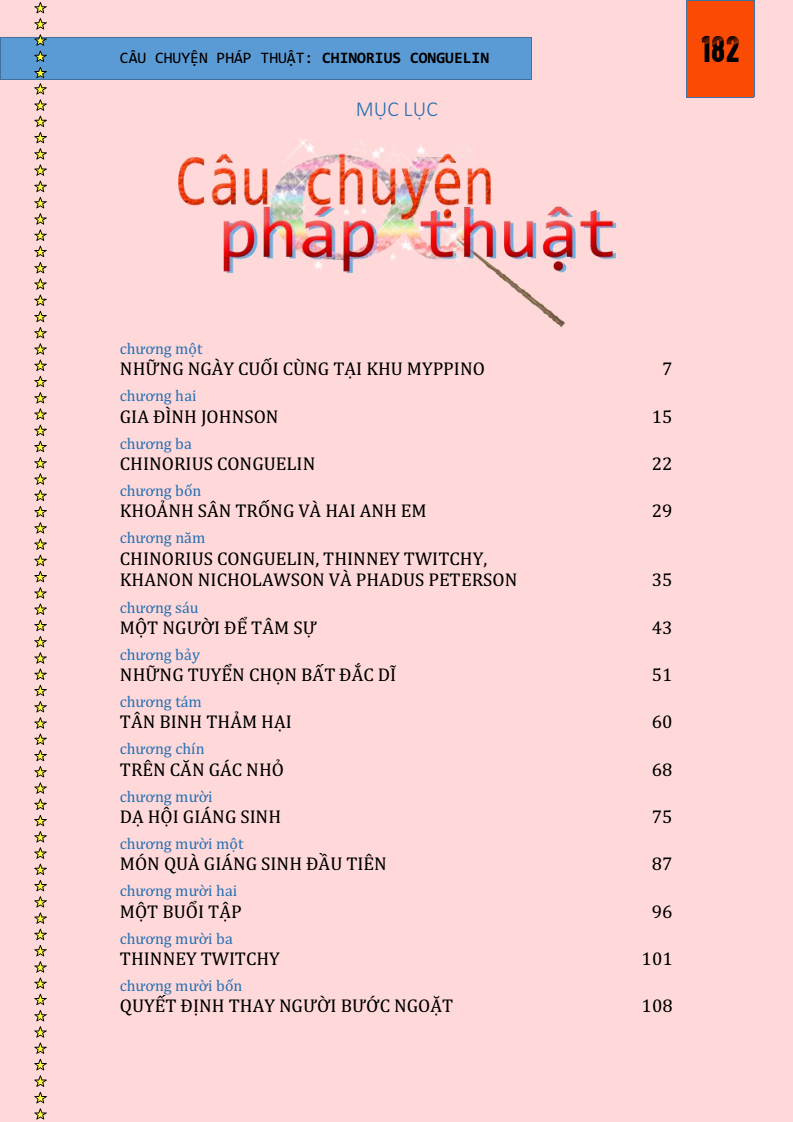 CÂU CHUYỆN PHÁP THUẬT: CHINORIUS CONGUELIN
182
MỤC LỤC
Câu chuyện
pháp thuật
chương một
NHỮNG NGÀY CUỐI CÙNG TẠI KHU MYPPINO 7
chương hai
GIA ĐÌNH JOHNSON 15
chương ba
CHINORIUS CONGUELIN 22
chương bốn
KHOẢNH SÂN TRỐNG VÀ HAI ANH EM 29
chương năm
CHINORIUS CONGUELIN, THINNEY TWITCHY,
KHANON NICHOLAWSON VÀ PHADUS PETERSON 35
chương sáu
MỘT NGƯỜI ĐỂ TÂM SỰ 43
chương bảy
NHỮNG TUYỂN CHỌN BẤT ĐẮC DĨ 51
chương tám
TÂN BINH THẢM HẠI 60
chương chín
TRÊN CĂN GÁC NHỎ 68
chương mười
DẠ HỘI GIÁNG SINH 75
chương mười một
MÓN QUÀ GIÁNG SINH ĐẦU TIÊN 87
chương mười hai
MỘT BUỔI TẬP 96
chương mười ba
THINNEY TWITCHY 101
chương mười bốn
QUYẾT ĐỊNH THAY NGƯỜI BƯỚC NGOẶT 108